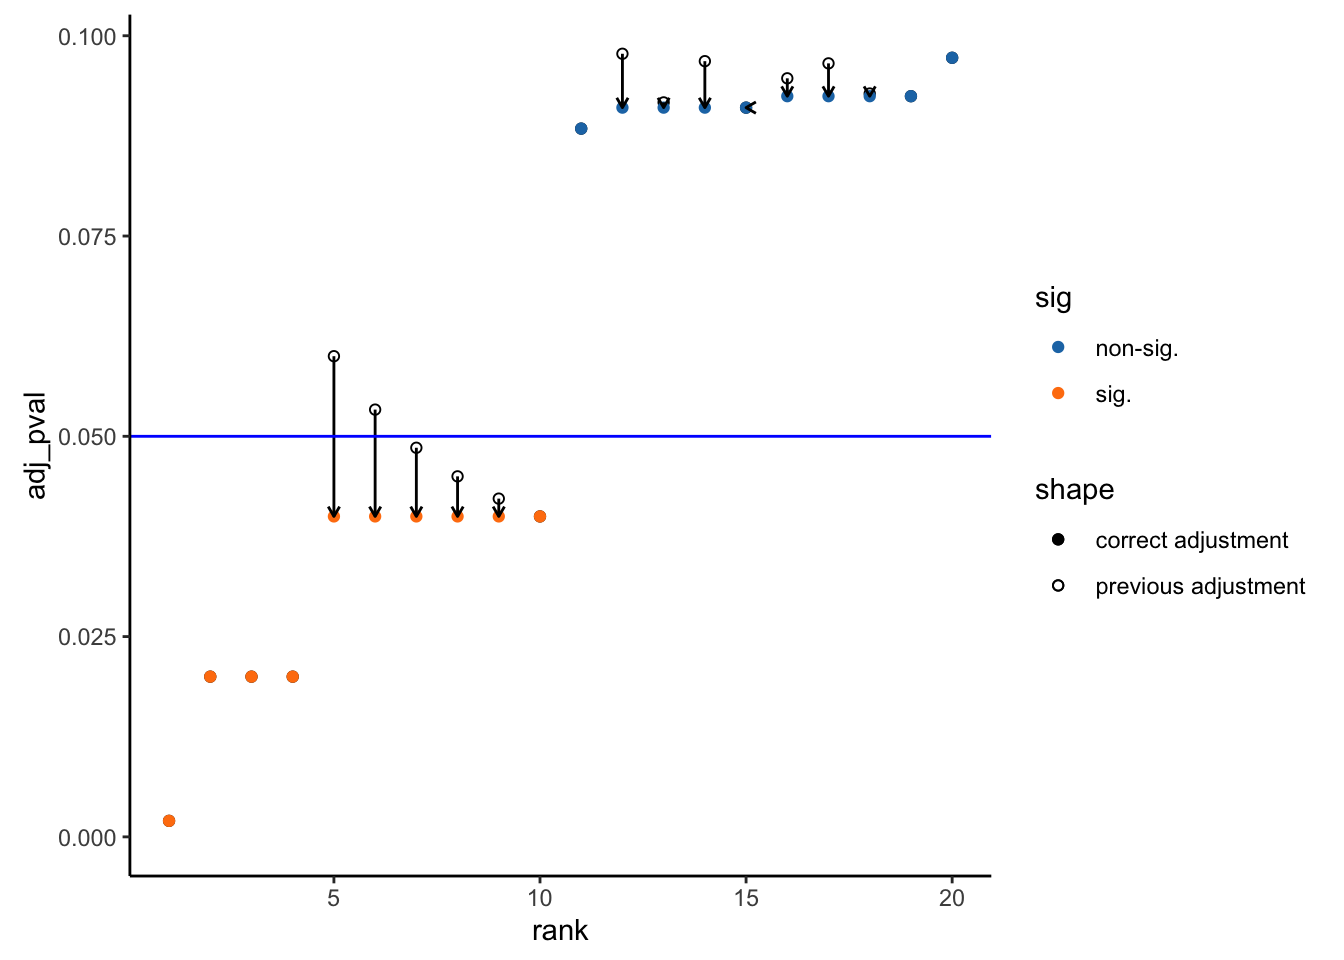 0.100
0.075
0.050
0.025
0.000
adj_pval
5
10
15
20
rank
sig
non-sig.
sig.
shape
correct adjustment
previous adjustment